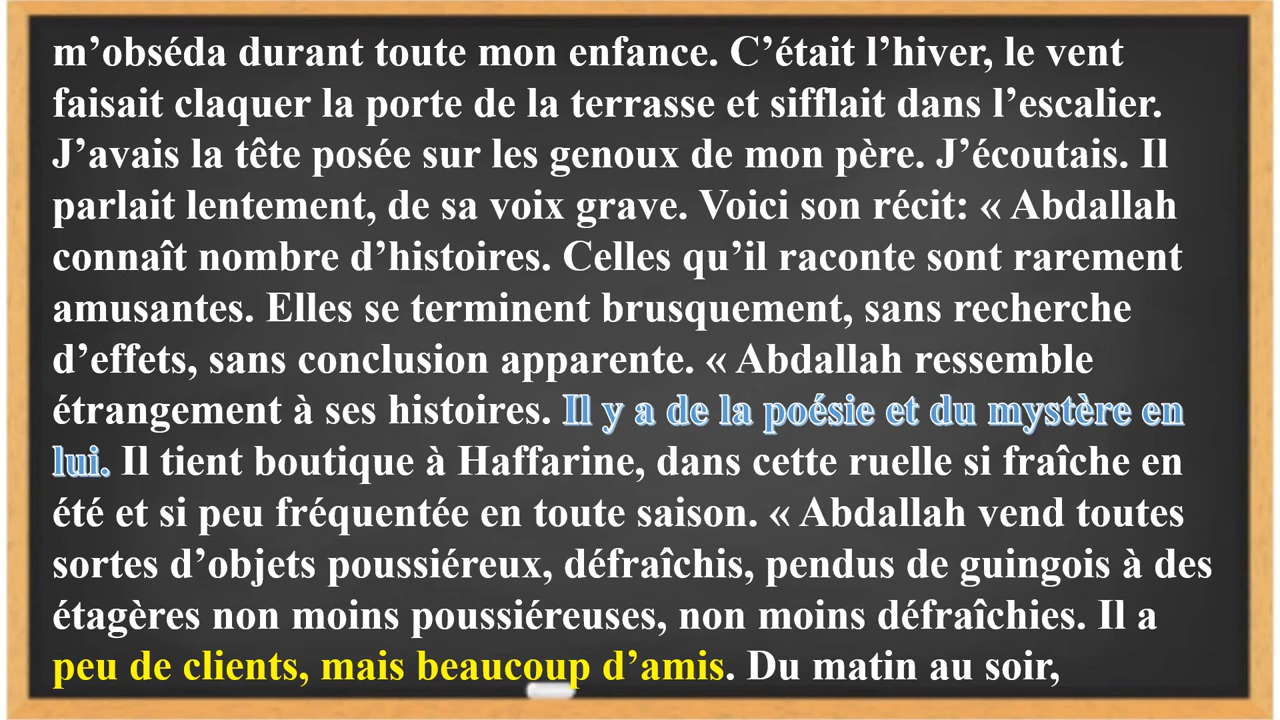 m’obséda durant toute mon enfance. C’était l’hiver, le vent
faisait claquer la porte de la terrasse et sifflait dans l’escalier.
J’avais la tête posée sur les genoux de mon père. J’écoutais. Il
parlait lentement, de sa voix grave. Voici son récit: « Abdallah
connaît nombre d’histoires. Celles qu’il raconte sont rarement
amusantes. Elles se terminent brusquement, sans recherche
d’effets, sans conclusion apparente. « Abdallah ressemble
étrangement à ses histoires. Il y a de la poésie et du mystère en
lui. Il tient boutique à Haffarine, dans cette ruelle si fraîche en
été et si peu fréquentée en toute saison. « Abdallah vend toutes
sortes d’objets poussiéreux, défraîchis, pendus de guingois à des
étagères non moins poussiéreuses, non moins défraîchies. Il a
peu de clients, mais beaucoup d’amis. Du matin au soir,